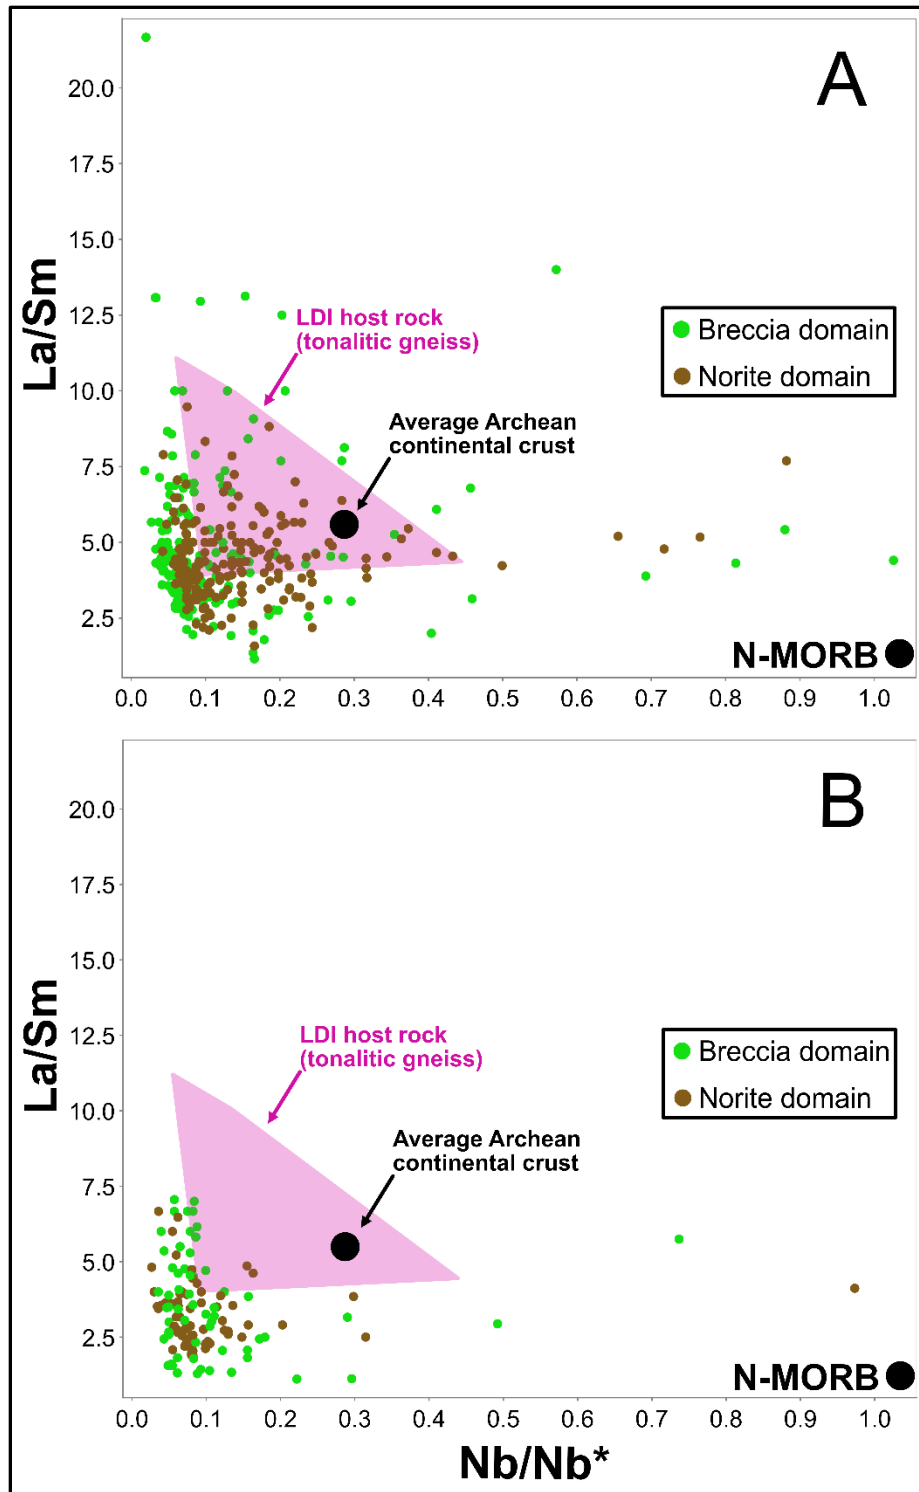 A
20.0
17.5
15.0
12.5
10.0
7.5
5.0
2.5
La/Sm
LDI host rock
(tonalitic gneiss)
Breccia domain
Norite domain
Average Archean
continental crust
N-MORB
0.0 0.1 0.2 0.3 0.4 0.5 0.6 0.7 0.8 0.9 1.0
B
20.0
17.5
15.0
12.5
10.0
7.5
5.0
2.5
La/Sm
LDI host rock
(tonalitic gneiss)
Breccia domain
Norite domain
Average Archean
continental crust
N-MORB
0.0 0.1 0.2 0.3 0.4 0.5 0.6 0.7 0.8 0.9 1.0
Nb/Nb*